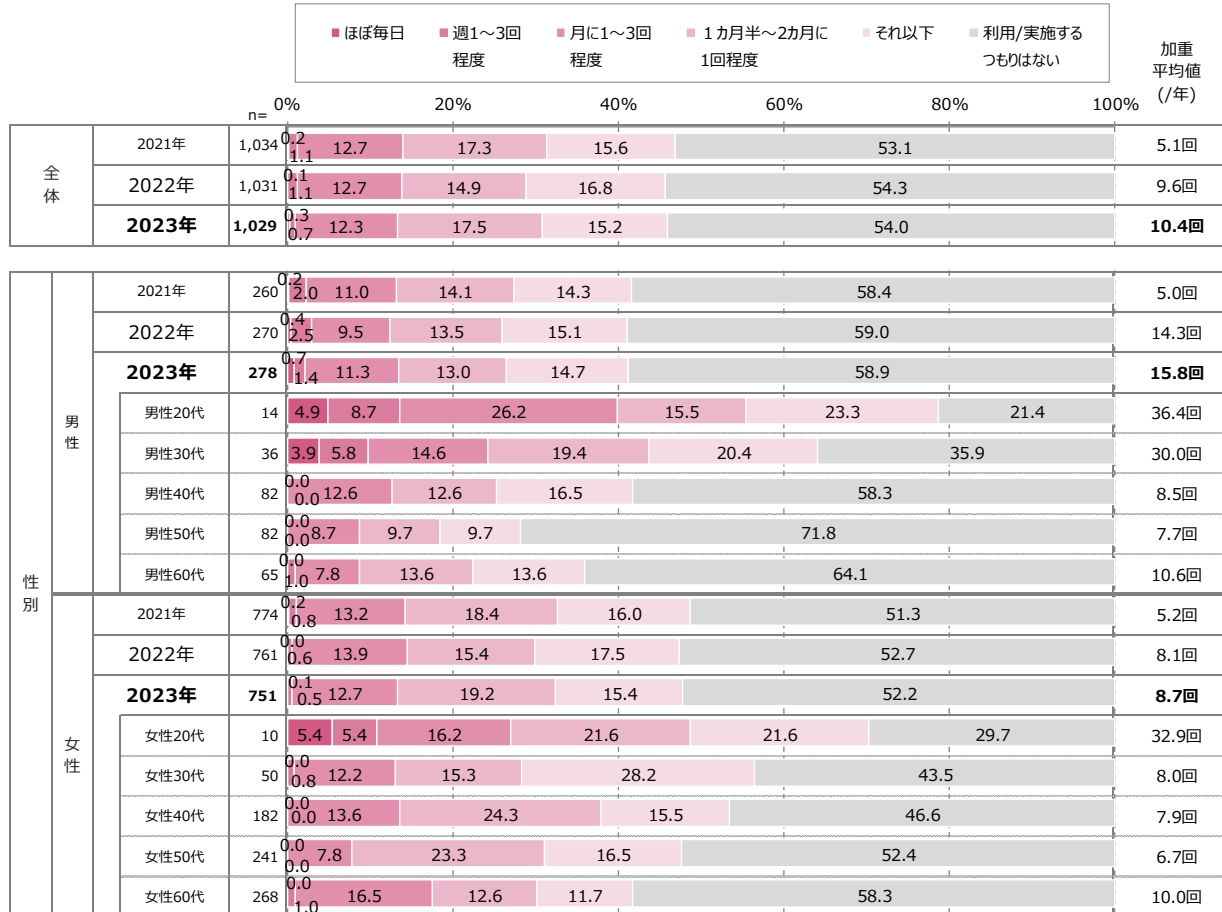 ■ ほぼ毎日 ■ 週1～3回程度 ■ 月に1～3回程度 ■ 1カ月半～2カ月に1回程度 ■ それ以下 ■ 利用/実施するつもりはない
加重
平均値
(/年)
n=
0% 20% 40% 60% 80% 100%
全体
2021年 1,034 0.2 1.1 12.7 17.3 15.6 53.1 5.1回
2022年 1,031 0.1 1.1 12.7 14.9 16.8 54.3 9.6回
2023年 1,029 0.3 0.7 12.3 17.5 15.2 54.0 10.4回
性別
男性
2021年 260 0.2 2.0 11.0 14.1 14.3 58.4 5.0回
2022年 270 0.4 2.5 9.5 13.5 15.1 59.0 14.3回
2023年 278 0.7 1.4 11.3 13.0 14.7 58.9 15.8回
男性20代 14 4.9 8.7 26.2 15.5 23.3 21.4 36.4回
男性30代 36 3.9 5.8 14.6 19.4 20.4 35.9 30.0回
男性40代 82 0.0 0.0 12.6 12.6 16.5 58.3 8.5回
男性50代 82 0.0 0.0 8.7 9.7 9.7 71.8 7.7回
男性60代 65 0.0 1.0 7.8 13.6 13.6 64.1 10.6回
女性
2021年 774 0.2 0.8 13.2 18.4 16.0 51.3 5.2回
2022年 761 0.0 0.6 13.9 15.4 17.5 52.7 8.1回
2023年 751 0.1 0.5 12.7 19.2 15.4 52.2 8.7回
女性20代 10 5.4 5.4 16.2 21.6 21.6 29.7 32.9回
女性30代 50 0.0 0.8 12.2 15.3 28.2 43.5 8.0回
女性40代 182 0.0 0.0 13.6 24.3 15.5 46.6 7.9回
女性50代 241 0.0 0.0 7.8 23.3 16.5 52.4 6.7回
女性60代 268 0.0 1.0 16.5 12.6 11.7 58.3 10.0回